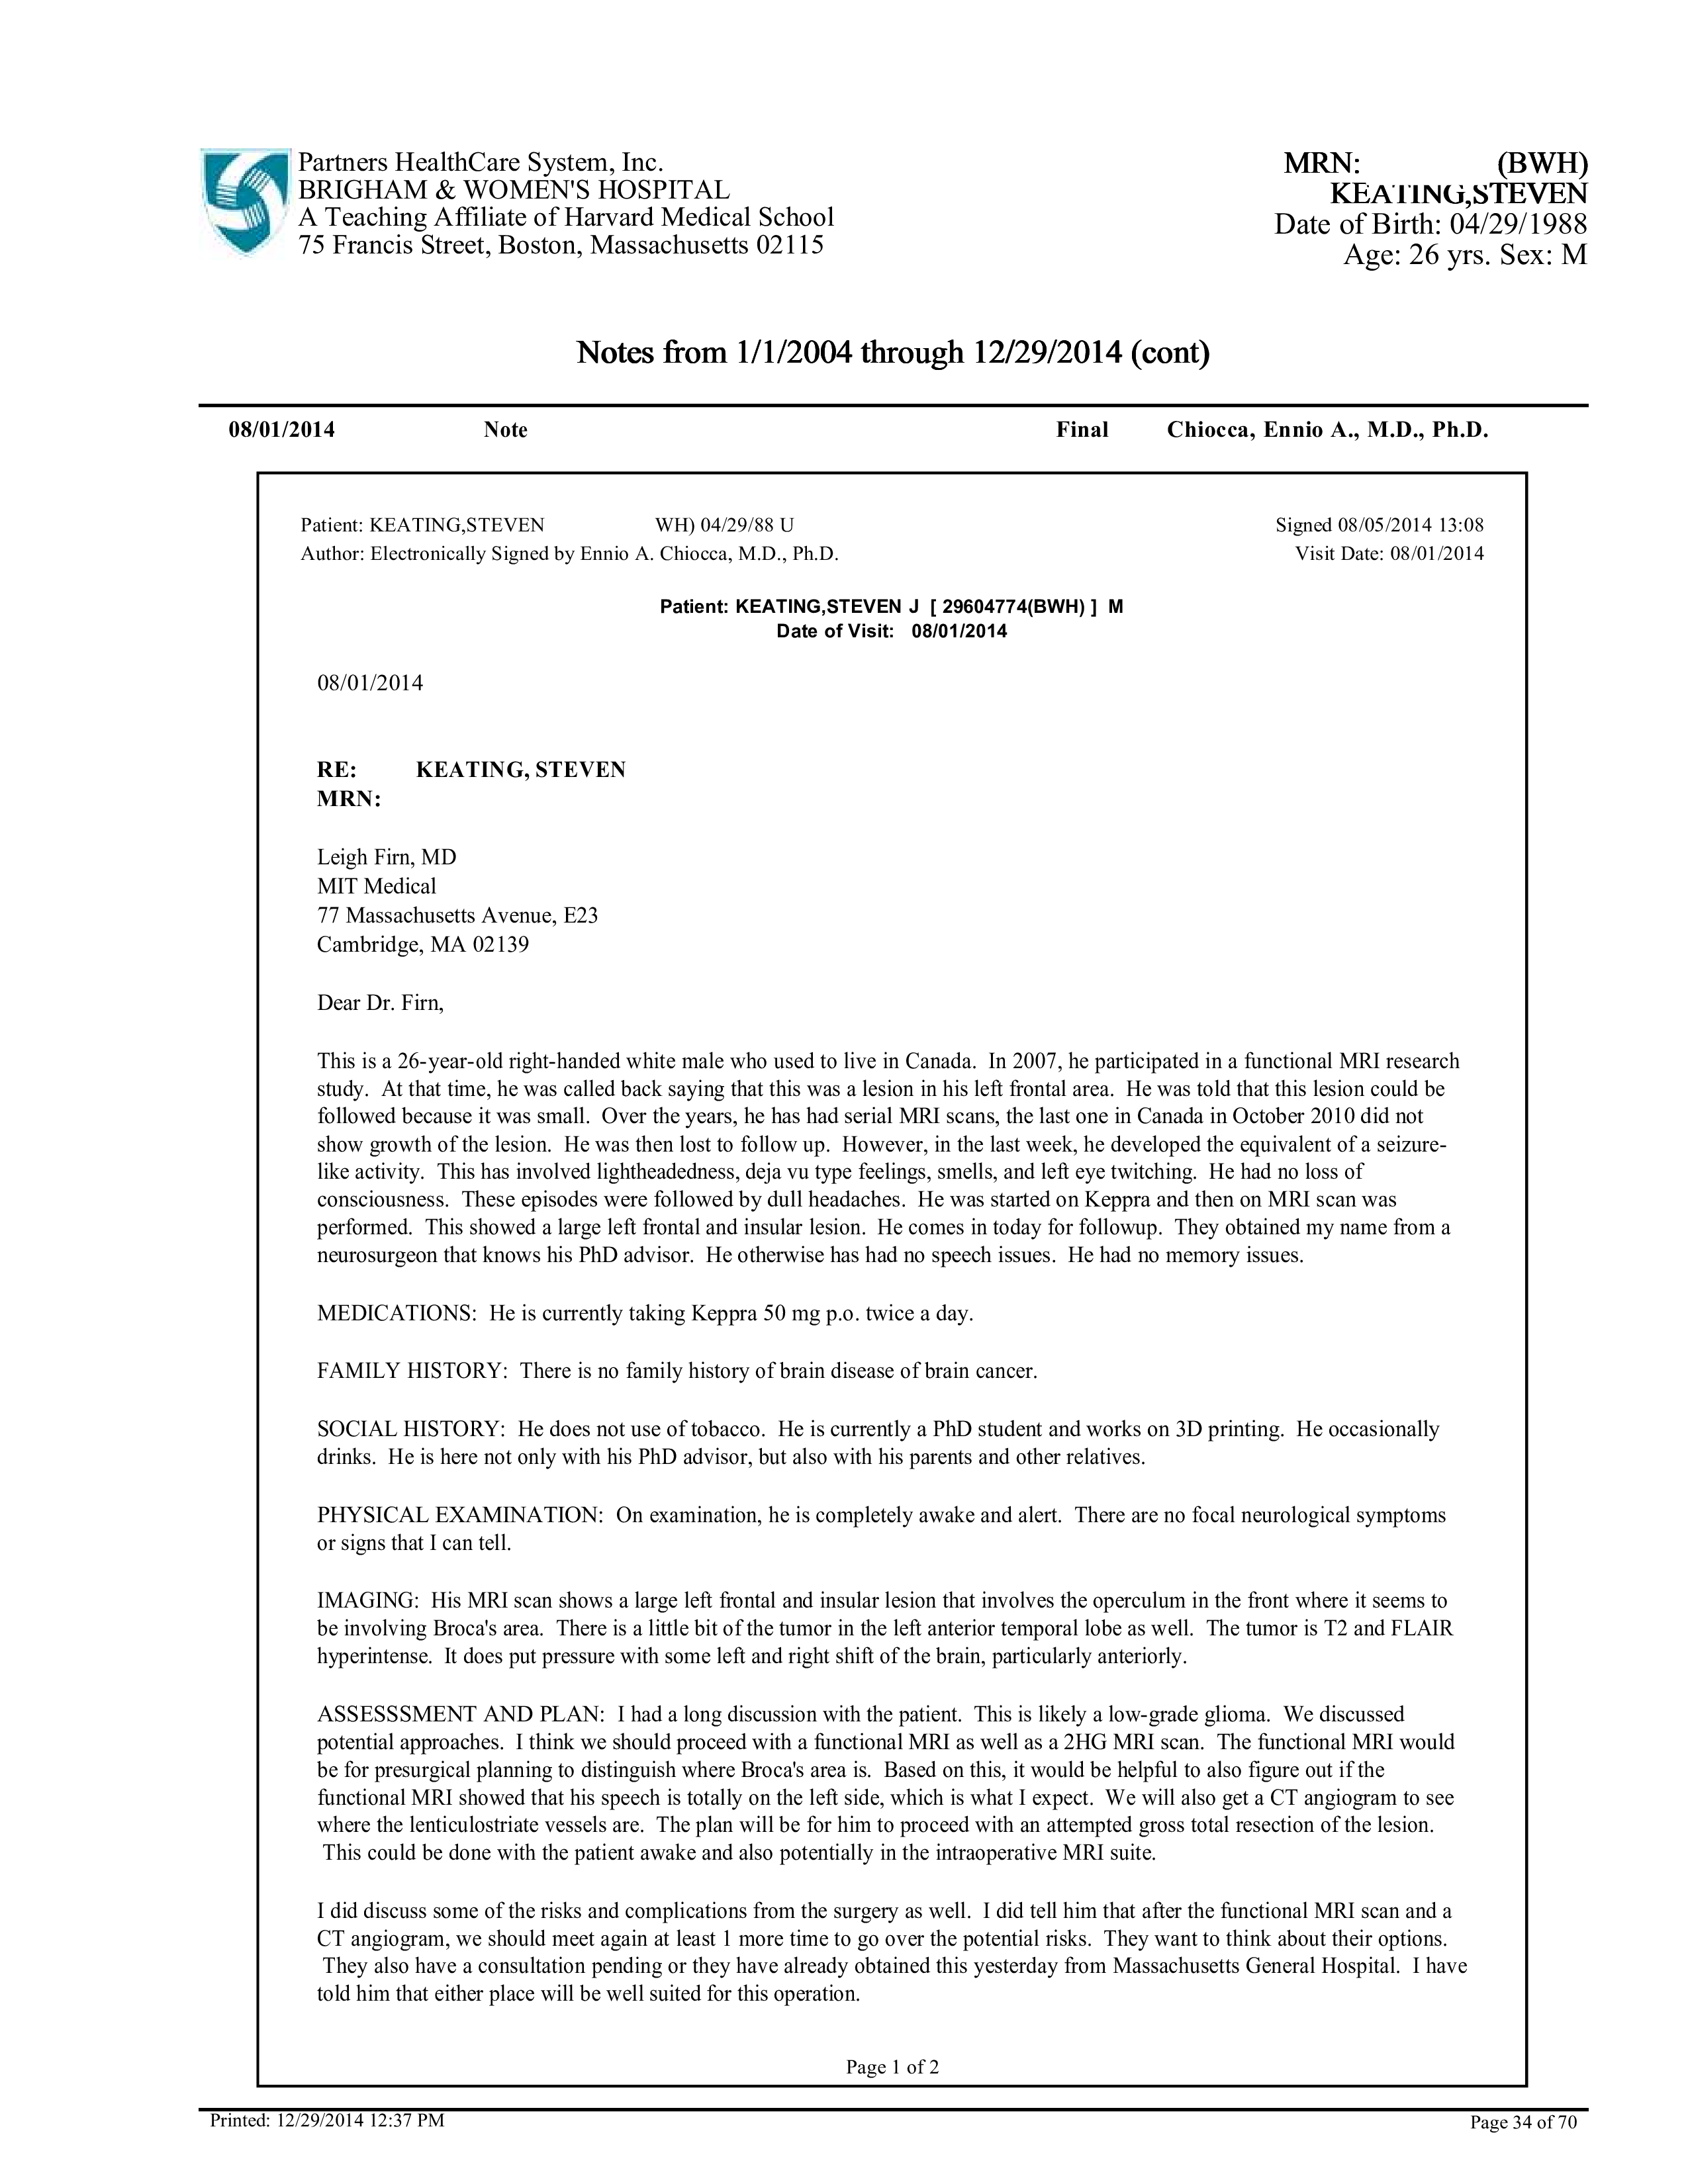 Partners HealthCare System, Inc.
BRIGHAM & WOMEN'S HOSPITAL
A Teaching Affiliate of Harvard Medical School
75 Francis Street, Boston, Massachusetts 02115
MRN: (BWH)
KEATING,STEVEN
Date of Birth: 04/29/1988
Age: 26 yrs. Sex: M
Notes from 1/1/2004 through 12/29/2014 (cont)
08/01/2014 Note Final Chiocca, Ennio A., M.D., Ph.D.
Patient: KEATING,STEVEN WH) 04/29/88 U Signed 08/05/2014 13:08
Author: Electronically Signed by Ennio A. Chiocca, M.D., Ph.D. Visit Date: 08/01/2014
Patient: KEATING,STEVEN J [ 29604774(BWH) ] M
Date of Visit: 08/01/2014
08/01/2014
RE: KEATING, STEVEN
MRN:
Leigh Firn, MD
MIT Medical
77 Massachusetts Avenue, E23
Cambridge, MA 02139
Dear Dr. Firn,
This is a 26-year-old right-handed white male who used to live in Canada. In 2007, he participated in a functional MRI research
study. At that time, he was called back saying that this was a lesion in his left frontal area. He was told that this lesion could be
followed because it was small. Over the years, he has had serial MRI scans, the last one in Canada in October 2010 did not
show growth of the lesion. He was then lost to follow up. However, in the last week, he developed the equivalent of a seizure-
like activity. This has involved lightheadedness, deja vu type feelings, smells, and left eye twitching. He had no loss of
consciousness. These episodes were followed by dull headaches. He was started on Keppra and then on MRI scan was
performed. This showed a large left frontal and insular lesion. He comes in today for followup. They obtained my name from a
neurosurgeon that knows his PhD advisor. He otherwise has had no speech issues. He had no memory issues.
MEDICATIONS: He is currently taking Keppra 50 mg p.o. twice a day.
FAMILY HISTORY: There is no family history of brain disease of brain cancer.
SOCIAL HISTORY: He does not use of tobacco. He is currently a PhD student and works on 3D printing. He occasionally
drinks. He is here not only with his PhD advisor, but also with his parents and other relatives.
PHYSICAL EXAMINATION: On examination, he is completely awake and alert. There are no focal neurological symptoms
or signs that I can tell.
IMAGING: His MRI scan shows a large left frontal and insular lesion that involves the operculum in the front where it seems to
be involving Broca's area. There is a little bit of the tumor in the left anterior temporal lobe as well. The tumor is T2 and FLAIR
hyperintense. It does put pressure with some left and right shift of the brain, particularly anteriorly.
ASSESSSMENT AND PLAN: I had a long discussion with the patient. This is likely a low-grade glioma. We discussed
potential approaches. I think we should proceed with a functional MRI as well as a 2HG MRI scan. The functional MRI would
be for presurgical planning to distinguish where Broca's area is. Based on this, it would be helpful to also figure out if the
functional MRI showed that his speech is totally on the left side, which is what I expect. We will also get a CT angiogram to see
where the lenticulostriate vessels are. The plan will be for him to proceed with an attempted gross total resection of the lesion.
This could be done with the patient awake and also potentially in the intraoperative MRI suite.
I did discuss some of the risks and complications from the surgery as well. I did tell him that after the functional MRI scan and a
CT angiogram, we should meet again at least 1 more time to go over the potential risks. They want to think about their options.
They also have a consultation pending or they have already obtained this yesterday from Massachusetts General Hospital. I have
told him that either place will be well suited for this operation.
Page 1 of 2
Printed: 12/29/2014 12:37 PM Page 34 of 70